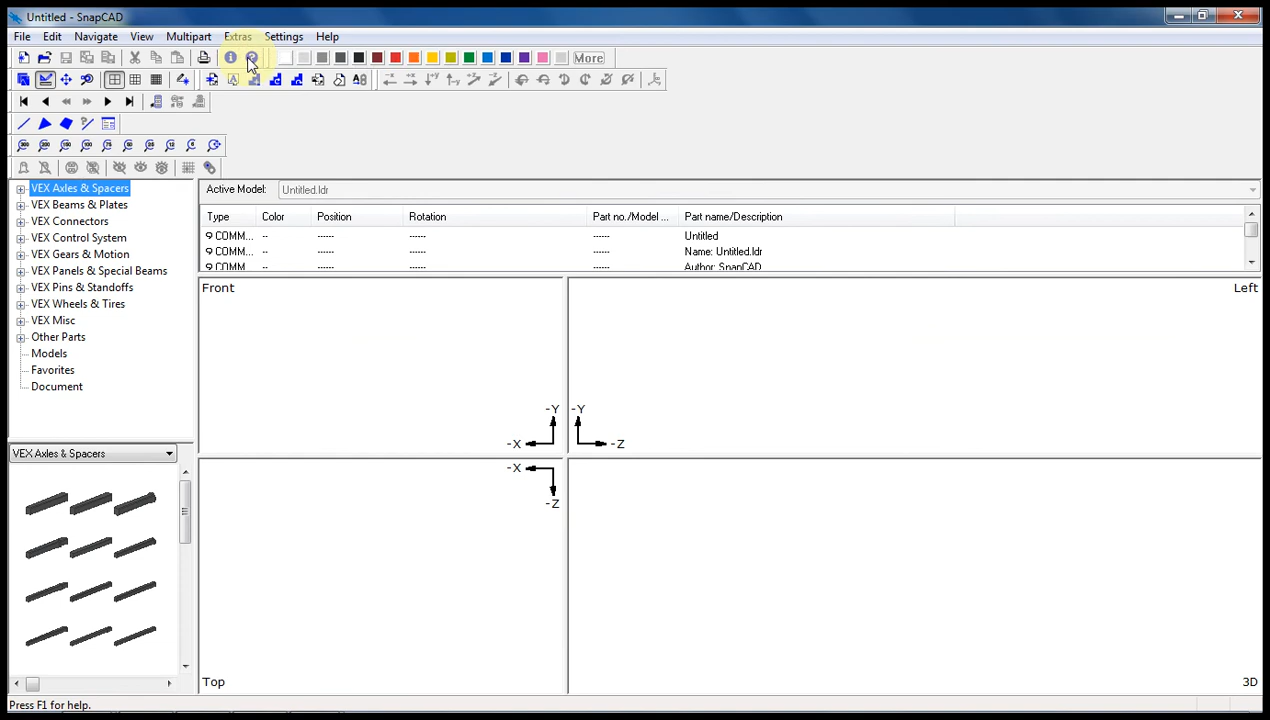 Untitled - SnapCAD
File Edit Navigate View Multipart Extras Settings Help
More
VEX Axles & Spacers
VEX Beams & Plates
VEX Connectors
VEX Control System
VEX Gears & Motion
VEX Panels & Special Beams
VEX Pins & Standoffs
VEX Wheels & Tires
VEX Misc
Other Parts
Models
Favorites
Document
VEX Axles & Spacers
Active Model: Untitled.ldr
Type Color Position Rotation Part no./Model ... Part name/Description
COMM... -- ------ ------ ------ Untitled
COMM... -- ------ ------ ------ Name: Untitled.ldr
COMM... -- ------ ------ ------ Author: SnapCAD
Front
-Y
-X
Left
-Y
-Z
-X
-Z
Top
3D
Press F1 for help.